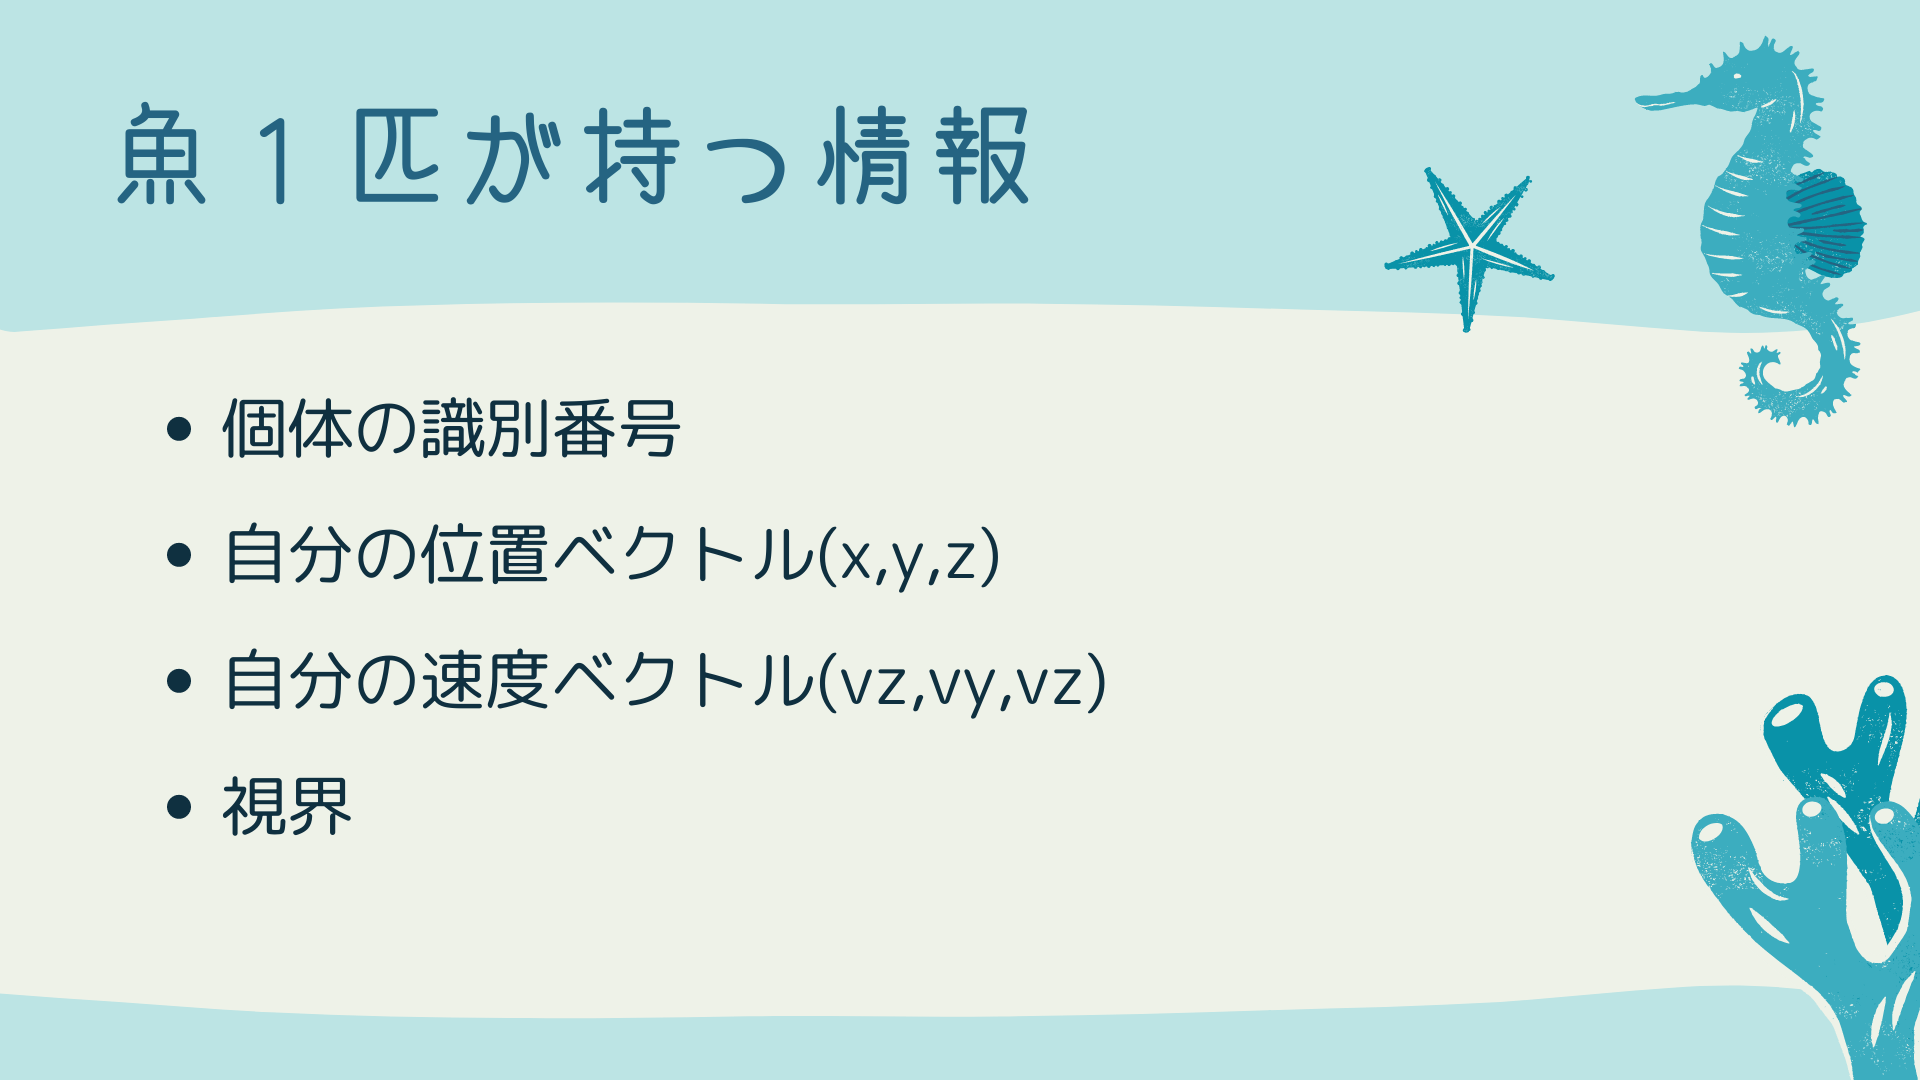 魚１匹が持つ情報
• 個体の識別番号
• 自分の位置ベクトル(x,y,z)
• 自分の速度ベクトル(vz,vy,vz)
• 視界